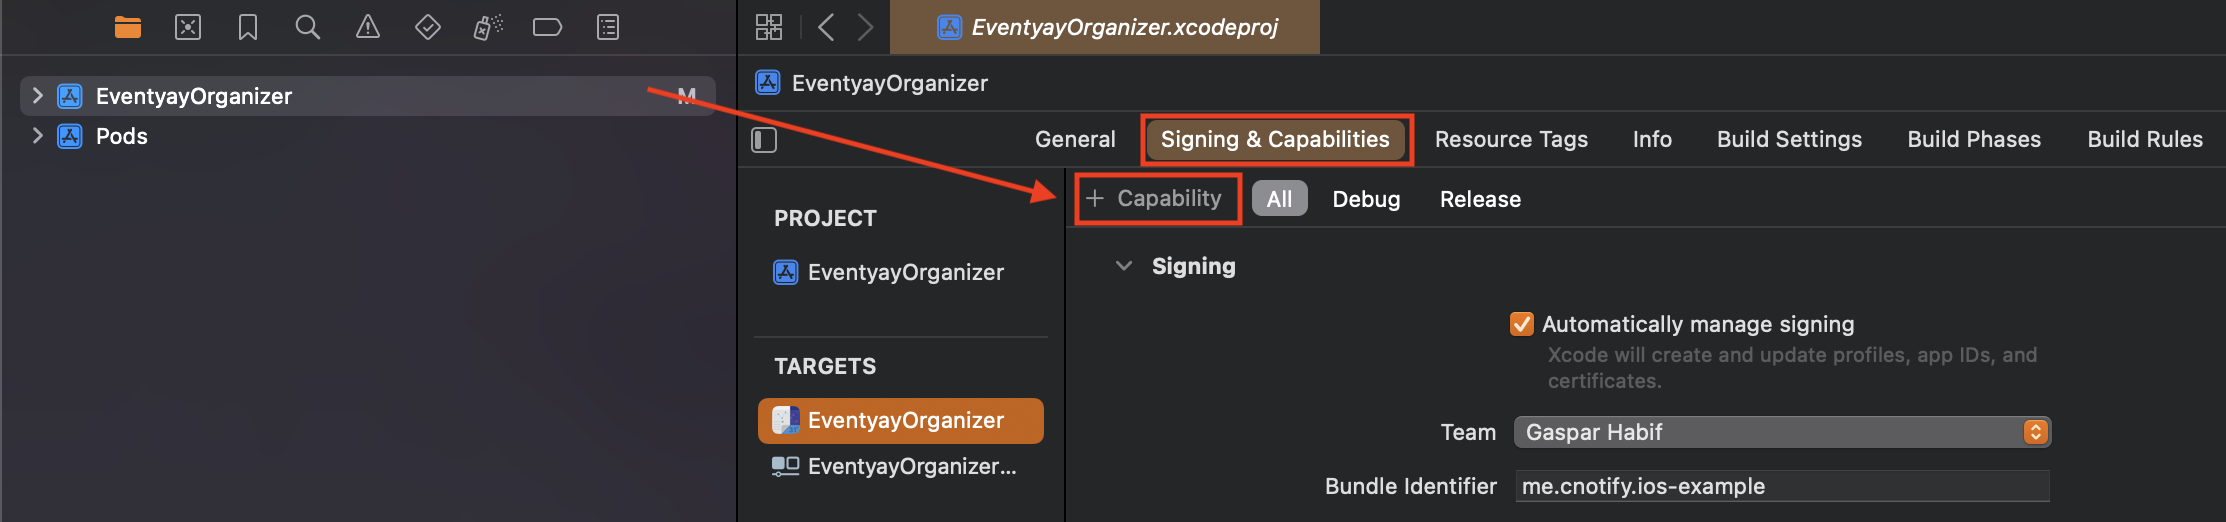 EventyayOrganizer.xcodeproj
EventyayOrganizer M
Pods
EventyayOrganizer
General Signing & Capabilities Resource Tags Info Build Settings Build Phases Build Rules
+ Capability All Debug Release
PROJECT
EventyayOrganizer
TARGETS
EventyayOrganizer
EventyayOrganizer...
Signing
Automatically manage signing
Xcode will create and update profiles, app IDs, and
certificates.
Team Gaspar Habif
Bundle Identifier me.cnotify.ios-example